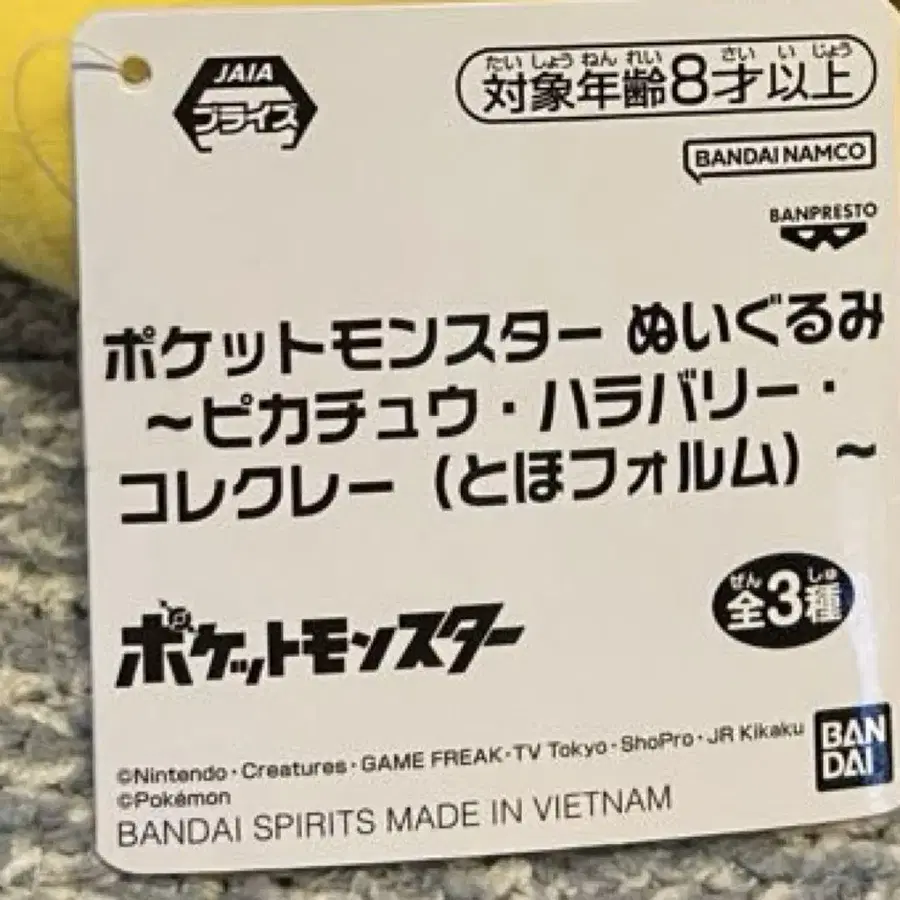 JAIA
プライズ
たいしょうねんれい さい いじょう
対象年齢8才以上
BANDAI NAMCO
BANPRESTO
ポケットモンスター ぬいぐるみ
～ピカチュウ・ハラバリー・
コレクレー（とほフォルム）～
ぜん しゅ
全3種
ポケットモンスター
©Nintendo・Creatures・GAME FREAK・TV Tokyo・ShoPro・JR Kikaku
©Pokémon
BANDAI SPIRITS MADE IN VIETNAM
BAN
DAI